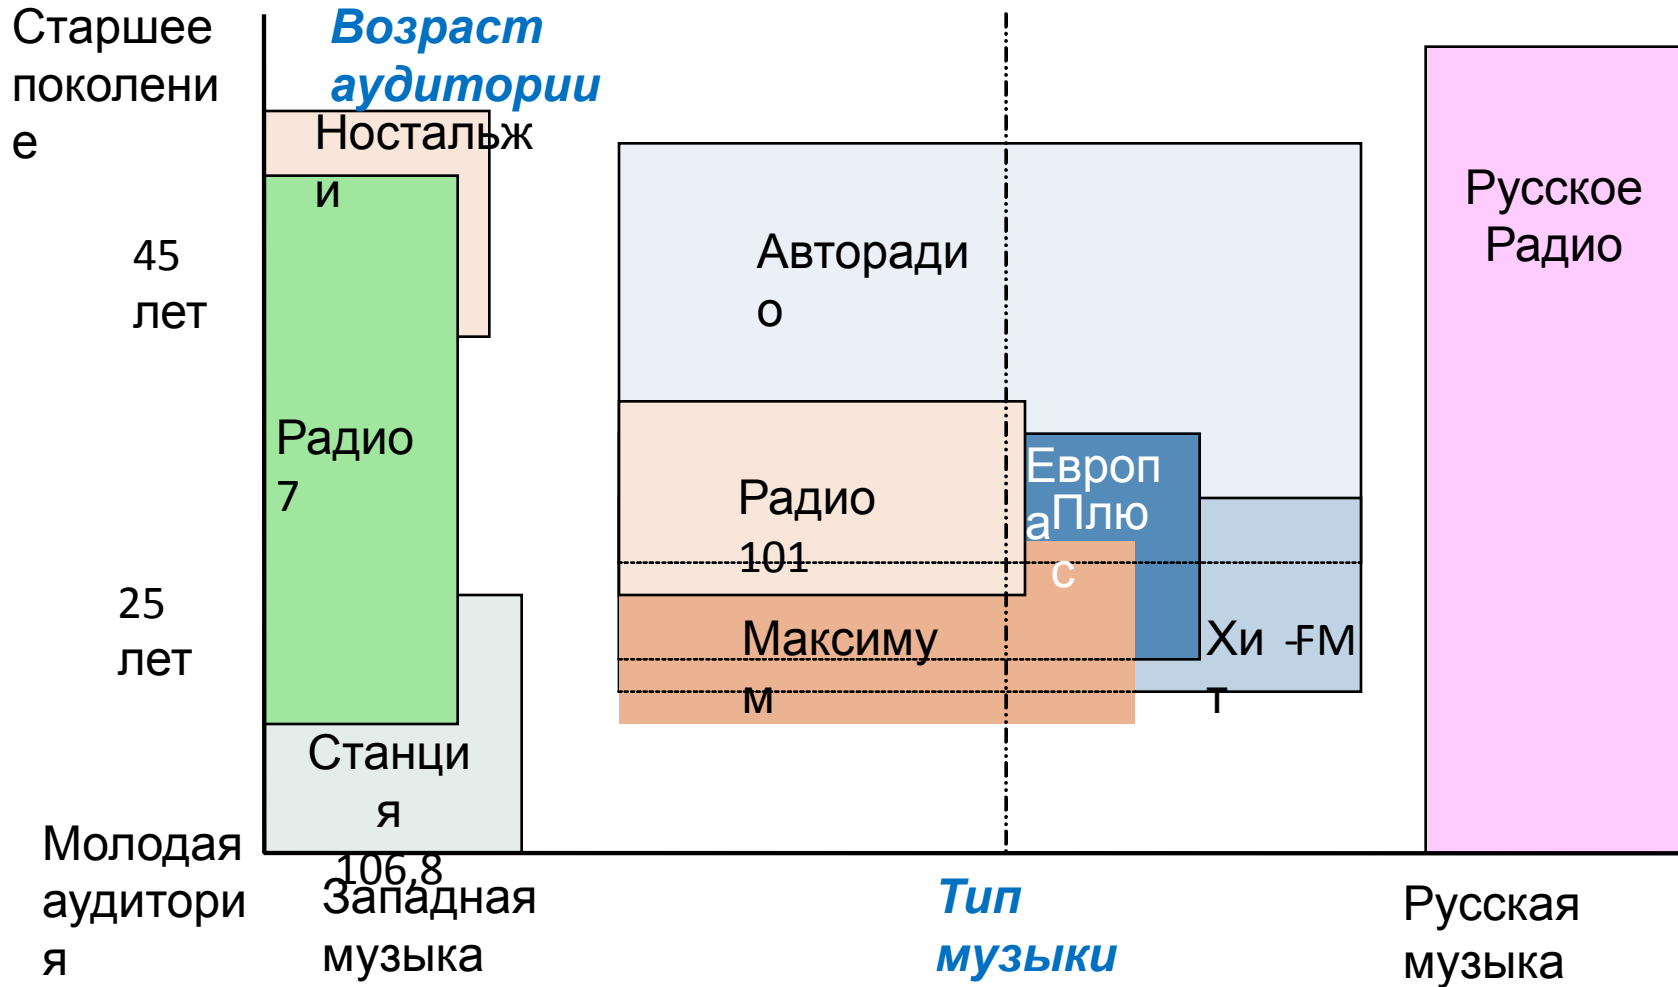 Старшее
поколени
е
Возраст
аудитории
Ностальж
и
45
лет
Авторади
о
Русское
Радио
Радио
7
Радио
101
Европ
а
Плю
с
25
лет
Максиму
м
Хи
т
-FM
Станци
я
106,8
Молодая
аудитори
я
Западная
музыка
Тип
музыки
Русская
музыка